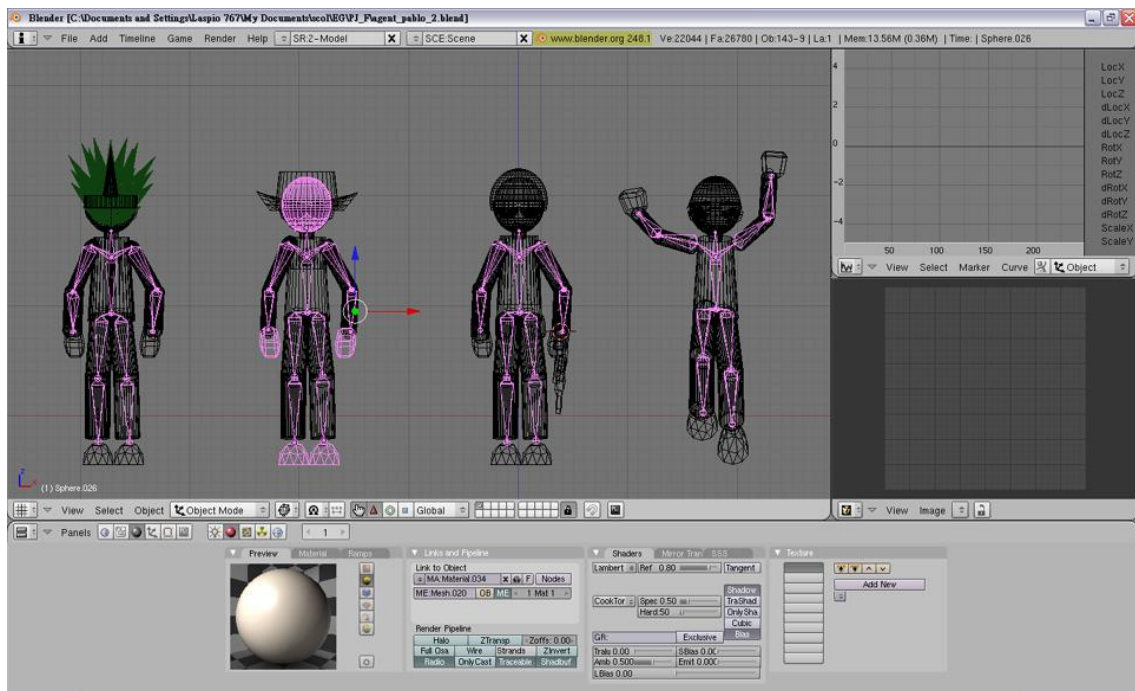 Blender [C:\Documents and Settings\Laspio 767\My Documents\scol\EG\PJ_F\agent_pablo_2.blend]
File Add Timeline Game Render Help SR:2-Model X SCE:Scene X www.blender.org 248.1 Ve:22044 | Fa:26780 | Ob:143-9 | La:1 | Mem:13.56M (0.36M) | Time: | Sphere.026
4
2
0
-2
-4
50 100 150 200
LocX
LocY
LocZ
dLocX
dLocY
dLocZ
RotX
RotY
RotZ
dRotX
dRotY
dRotZ
ScaleX
ScaleY
View Select Marker Curve Object
z
x
(1) Sphere.026
View Select Object Object Mode Global
View Image
Panels 1
Preview Material Ramps
Links and Pipeline
Link to Object
MA:Material.034 X F Nodes
ME:Mesh.020 OB ME 1 Mat 1
Render Pipeline
Halo ZTransp Zoffs: 0.00
Full Osa Wire Strands ZInvert
Radio OnlyCast Traceable Shadbuf
Shaders Mirror Tran SSS
Lambert Ref 0.80 Tangent
Shadow
CookTor Spec 0.50 TraShad
Hard:50 OnlySha
Cubic
GR: Exclusive Bias
Tralu 0.00 SBias 0.00
Amb 0.500 Emit 0.000
LBias 0.00
Texture
Add New